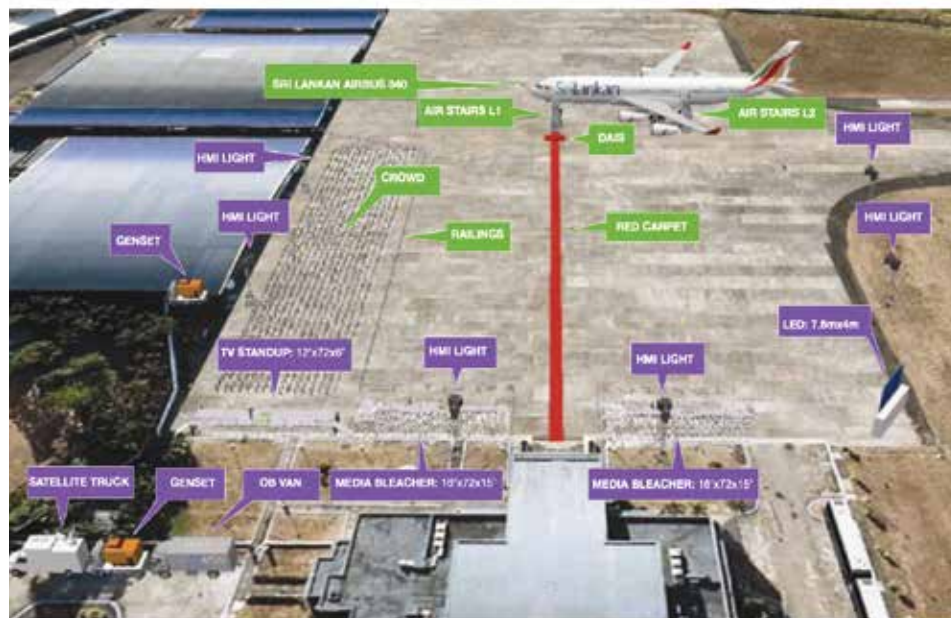 SRI LANKAN AIRBUS 340
SriLankan
AIR STAIRS L1
AIR STAIRS L2
DAIS
HMI LIGHT
HMI LIGHT
CROWD
HMI LIGHT
HMI LIGHT
GENSET
RAILINGS
RED CARPET
LED: 7.8mx4m
TV STANDUP: 12"x72x6"
HMI LIGHT
HMI LIGHT
SATELLITE TRUCK
GENSET
OB VAN
MEDIA BLEACHER: 16"x72x15"
MEDIA BLEACHER: 16"x72x15"